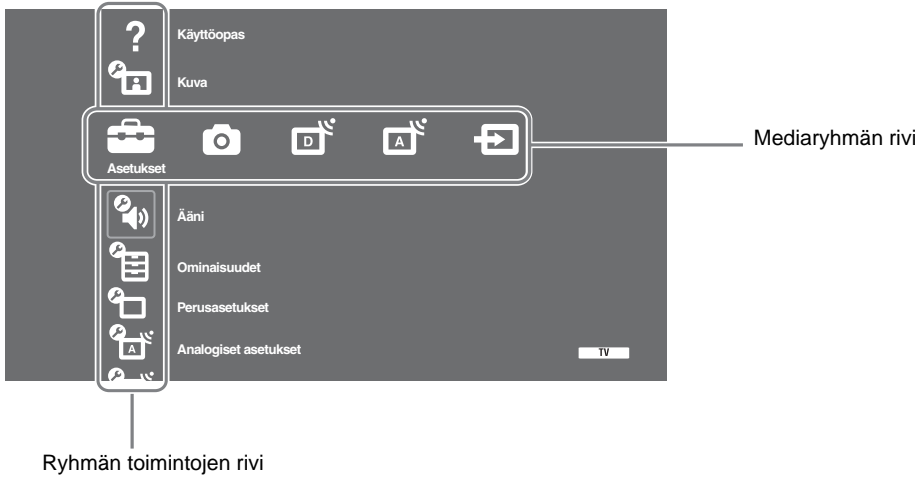 ?
Käyttöopas
Kuva
D
A
Mediaryhmän rivi
Asetukset
Ääni
Ominaisuudet
Perusasetukset
A
Analogiset asetukset
TV
Ryhmän toimintojen rivi